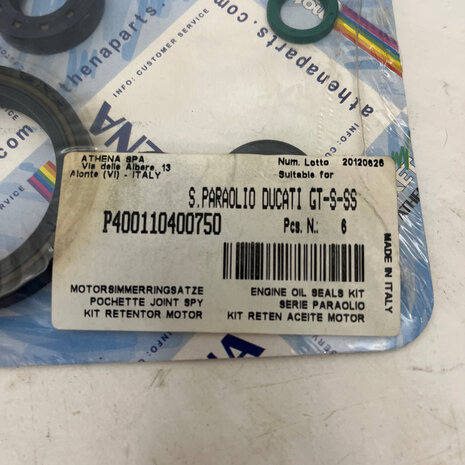 athenaparts.com
INFO: CUSTOMER SERVICE
athenaparts
ATHENA SPA
Via delle Albere, 13
Alonte (VI) - ITALY
Num. Lotto 20120626
Suitable for
S.PARAOLIO DUCATI GT-S-SS
P400110400750
Pcs. N.: 6
MADE IN ITALY
MOTORSIMMERRINGSATZE
POCHETTE JOINT SPY
KIT RETENTOR MOTOR
ENGINE OIL SEALS KIT
SERIE PARAOLIO
KIT RETEN ACEITE MOTOR